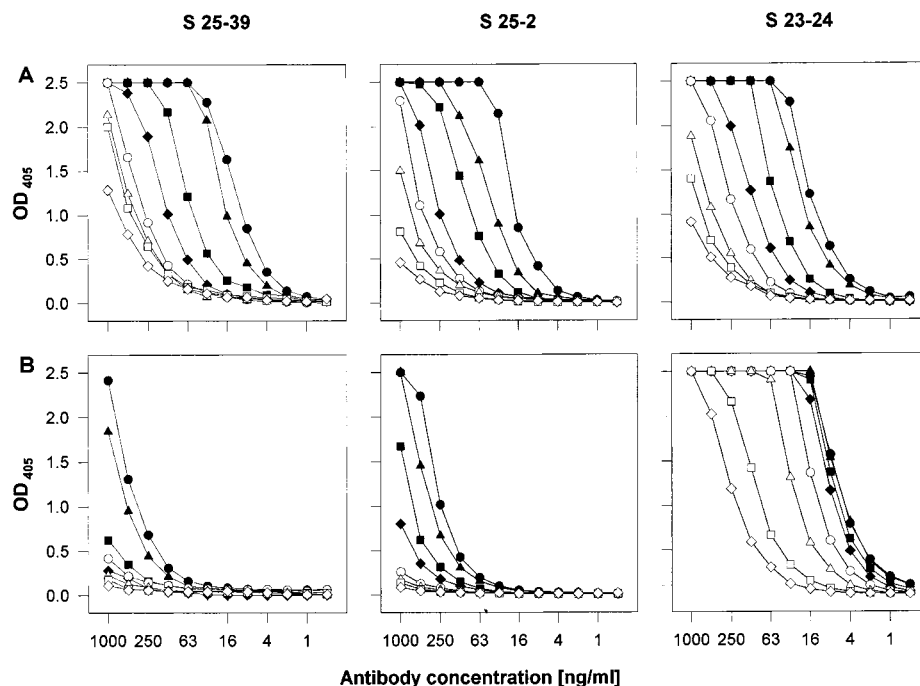 S 25-39 S 25-2 S 23-24
A
2.5
2.0
1.5
1.0
0.5
0.0
OD405
B
2.5
2.0
1.5
1.0
0.5
0.0
OD405
1000 250 63 16 4 1 1000 250 63 16 4 1 1000 250 63 16 4 1
Antibody concentration [ng/ml]